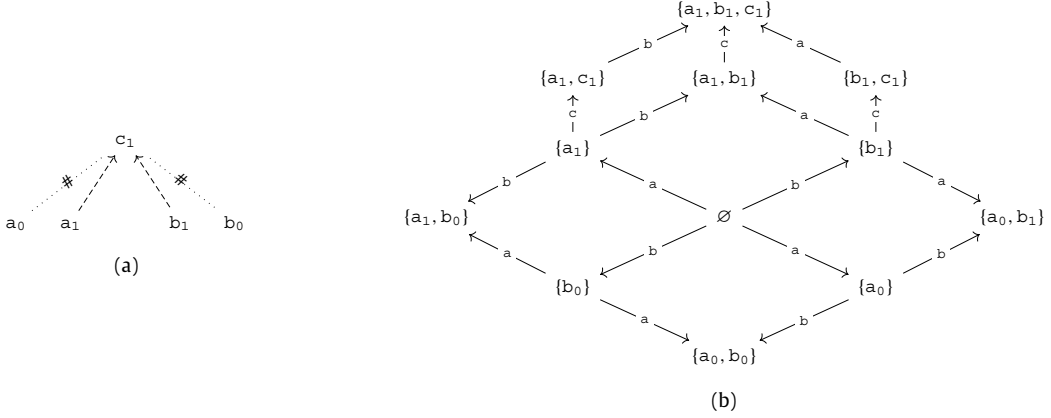 {a₁, b₁, c₁}
b c a
{a₁, c₁} {a₁, b₁} {b₁, c₁}
c b a c
c₁
{a₁} {b₁}
# #
b a b a
a₀ a₁ b₁ b₀
{a₁, b₀} ∅ {a₀, b₁}
(a)
a b a b
{b₀} {a₀}
a b
{a₀, b₀}
(b)